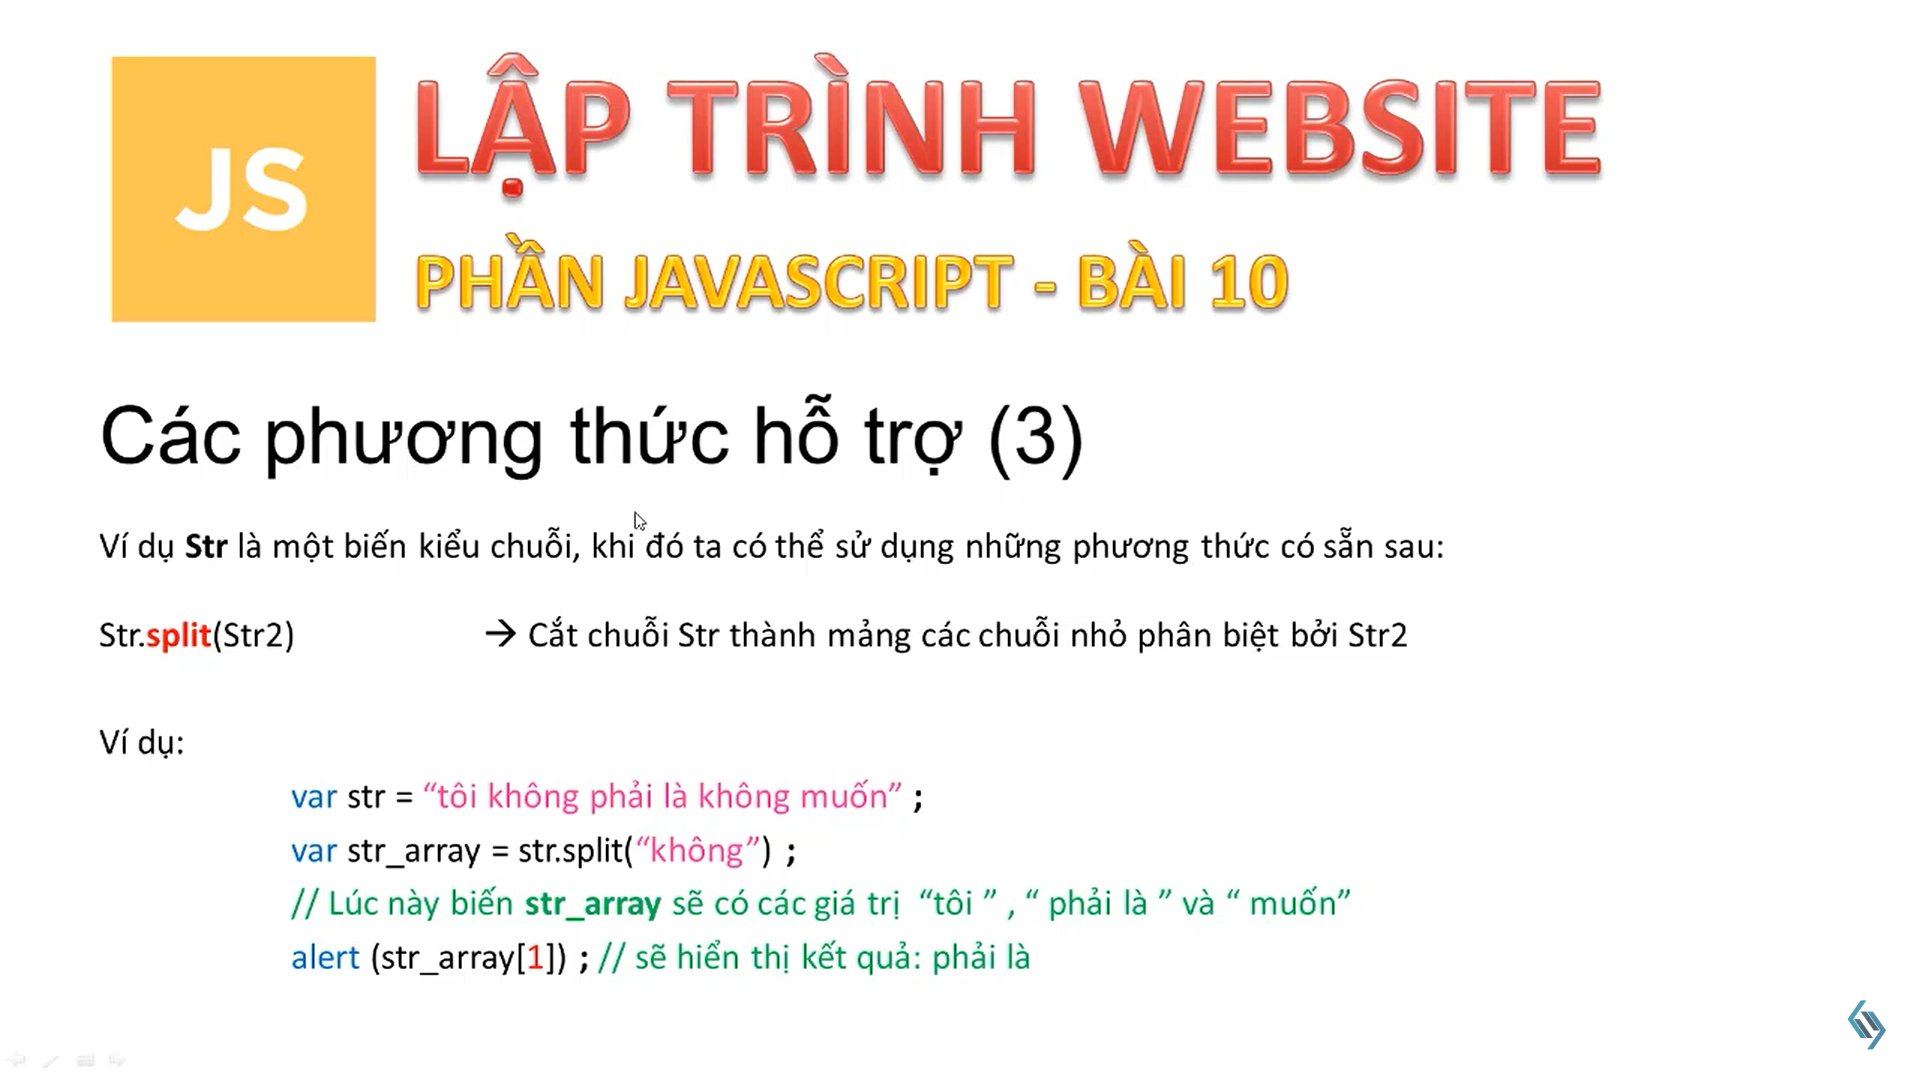 JS
LẬP TRÌNH WEBSITE
PHẦN JAVASCRIPT - BÀI 10
Các phương thức hỗ trợ (3)
Ví dụ Str là một biến kiểu chuỗi, khi đó ta có thể sử dụng những phương thức có sẵn sau:
Str.split(Str2) → Cắt chuỗi Str thành mảng các chuỗi nhỏ phân biệt bởi Str2
Ví dụ:
var str = “tôi không phải là không muốn” ;
var str_array = str.split(“không”) ;
// Lúc này biến str_array sẽ có các giá trị “tôi ” , “ phải là ” và “ muốn”
alert (str_array[1]) ; // sẽ hiển thị kết quả: phải là